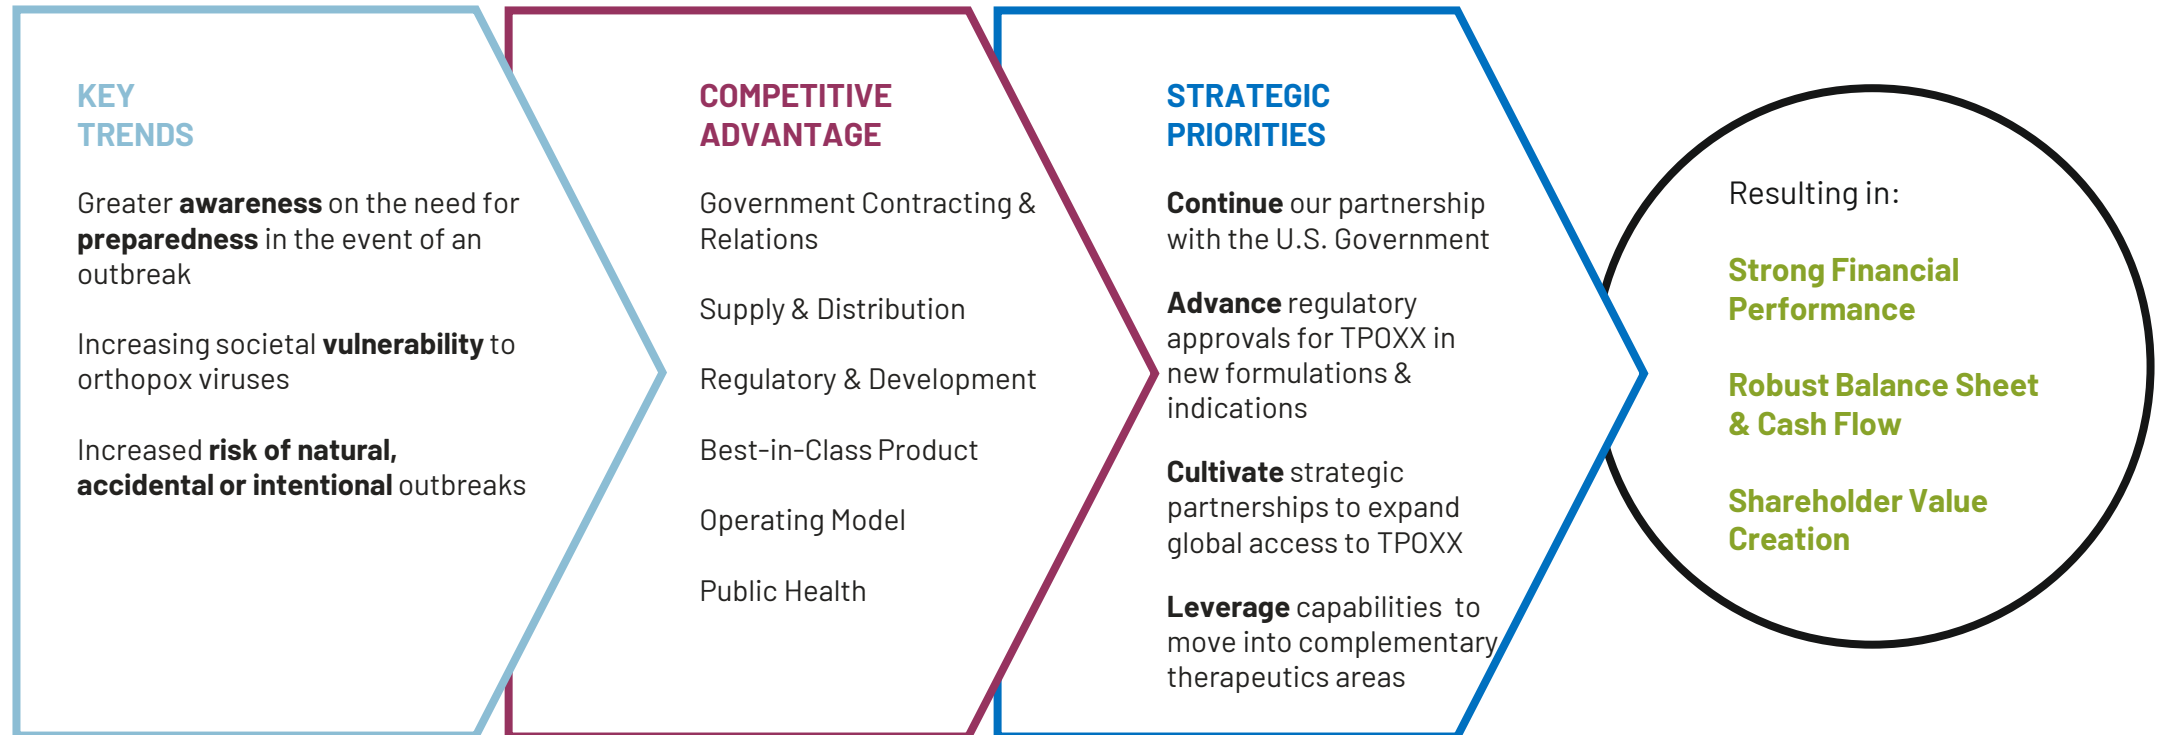 KEY
TRENDS
Greater awareness on the need for
preparedness in the event of an
outbreak
Increasing societal vulnerability to
orthopox viruses
Increased risk of natural,
accidental or intentional outbreaks
COMPETITIVE
ADVANTAGE
Government Contracting &
Relations
Supply & Distribution
Regulatory & Development
Best-in-Class Product
Operating Model
Public Health
STRATEGIC
PRIORITIES
Continue our partnership
with the U.S. Government
Advance regulatory
approvals for TPOXX in
new formulations &
indications
Cultivate strategic
partnerships to expand
global access to TPOXX
Leverage capabilities to
move into complementary
therapeutics areas
Resulting in:
Strong Financial
Performance
Robust Balance Sheet
& Cash Flow
Shareholder Value
Creation